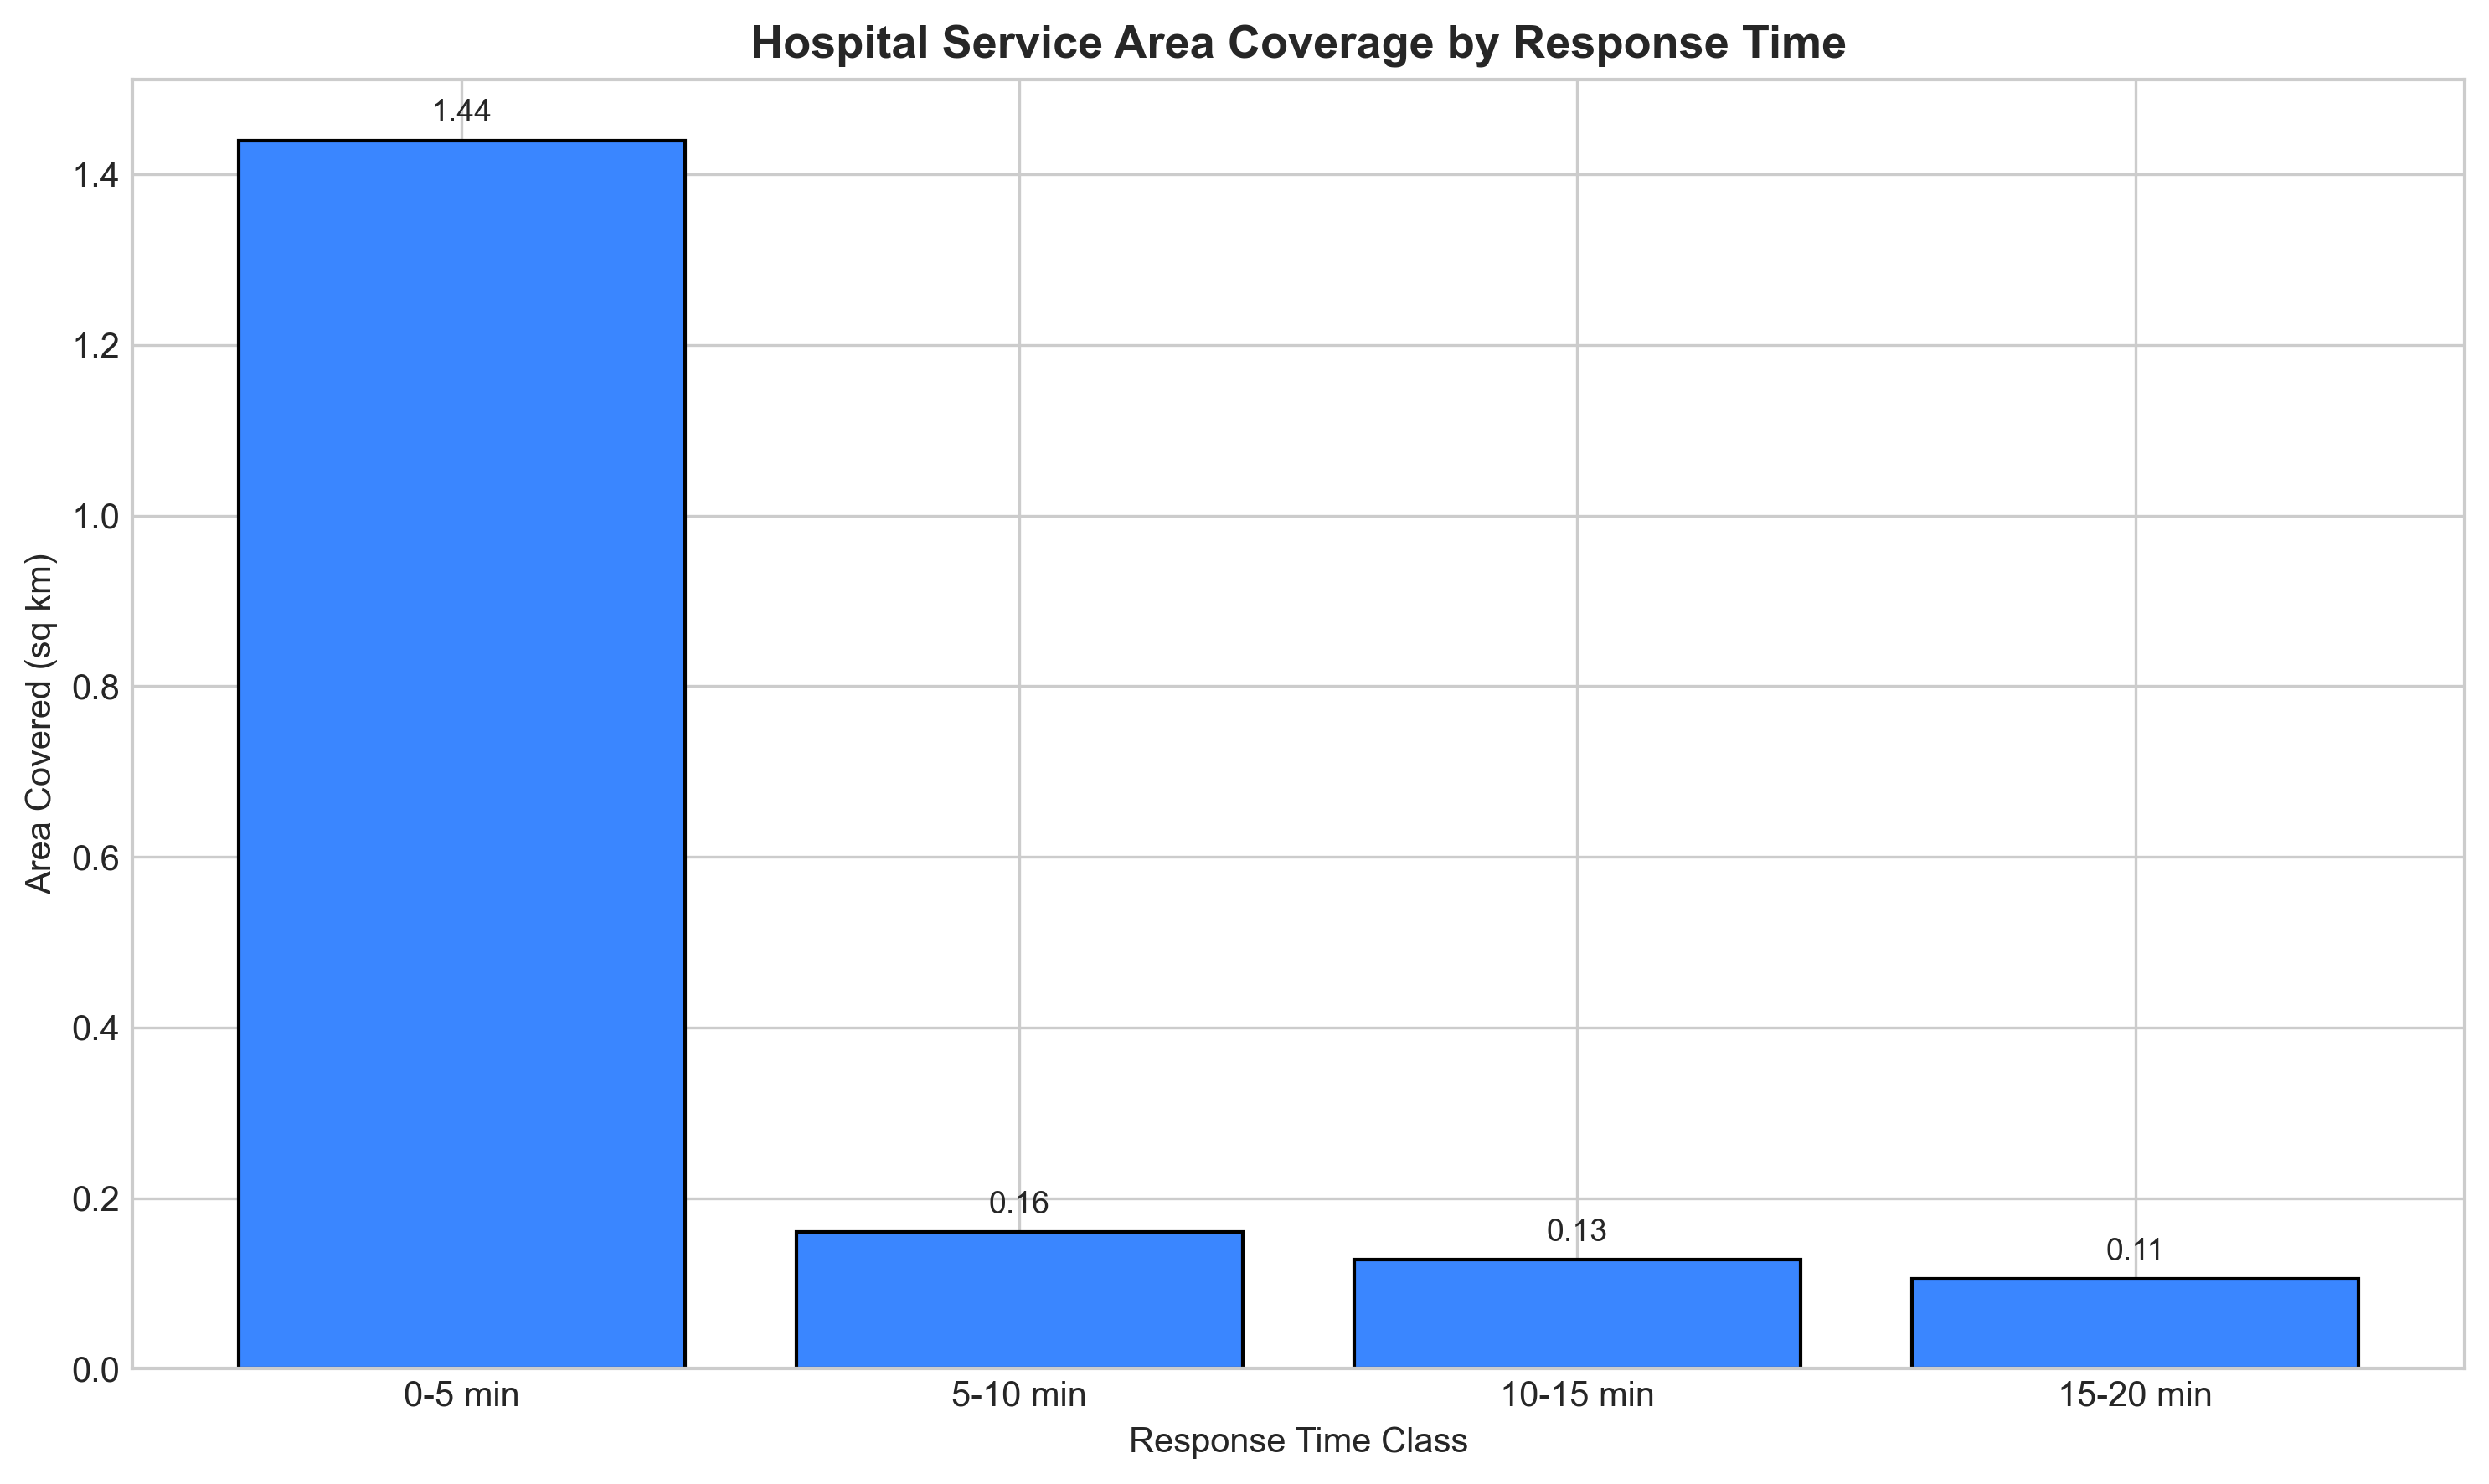 Hospital Service Area Coverage by Response Time
1.44
1.4
1.2
1.0
0.8
0.6
0.4
0.2
0.0
Area Covered (sq km)
0.16
0.13
0.11
0-5 min
5-10 min
10-15 min
15-20 min
Response Time Class